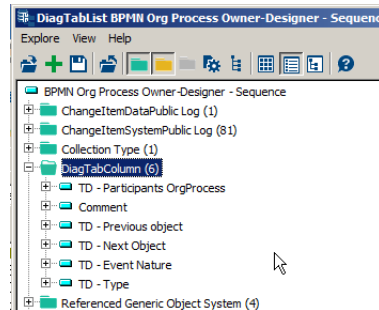 DiagTabList BPMN Org Process Owner-Designer - Sequenc
Explore View Help
BPMN Org Process Owner-Designer - Sequence
ChangeItemDataPublic Log (1)
ChangeItemSystemPublic Log (81)
Collection Type (1)
DiagTabColumn (6)
TD - Participants OrgProcess
Comment
TD - Previous object
TD - Next Object
TD - Event Nature
TD - Type
Referenced Generic Object System (4)